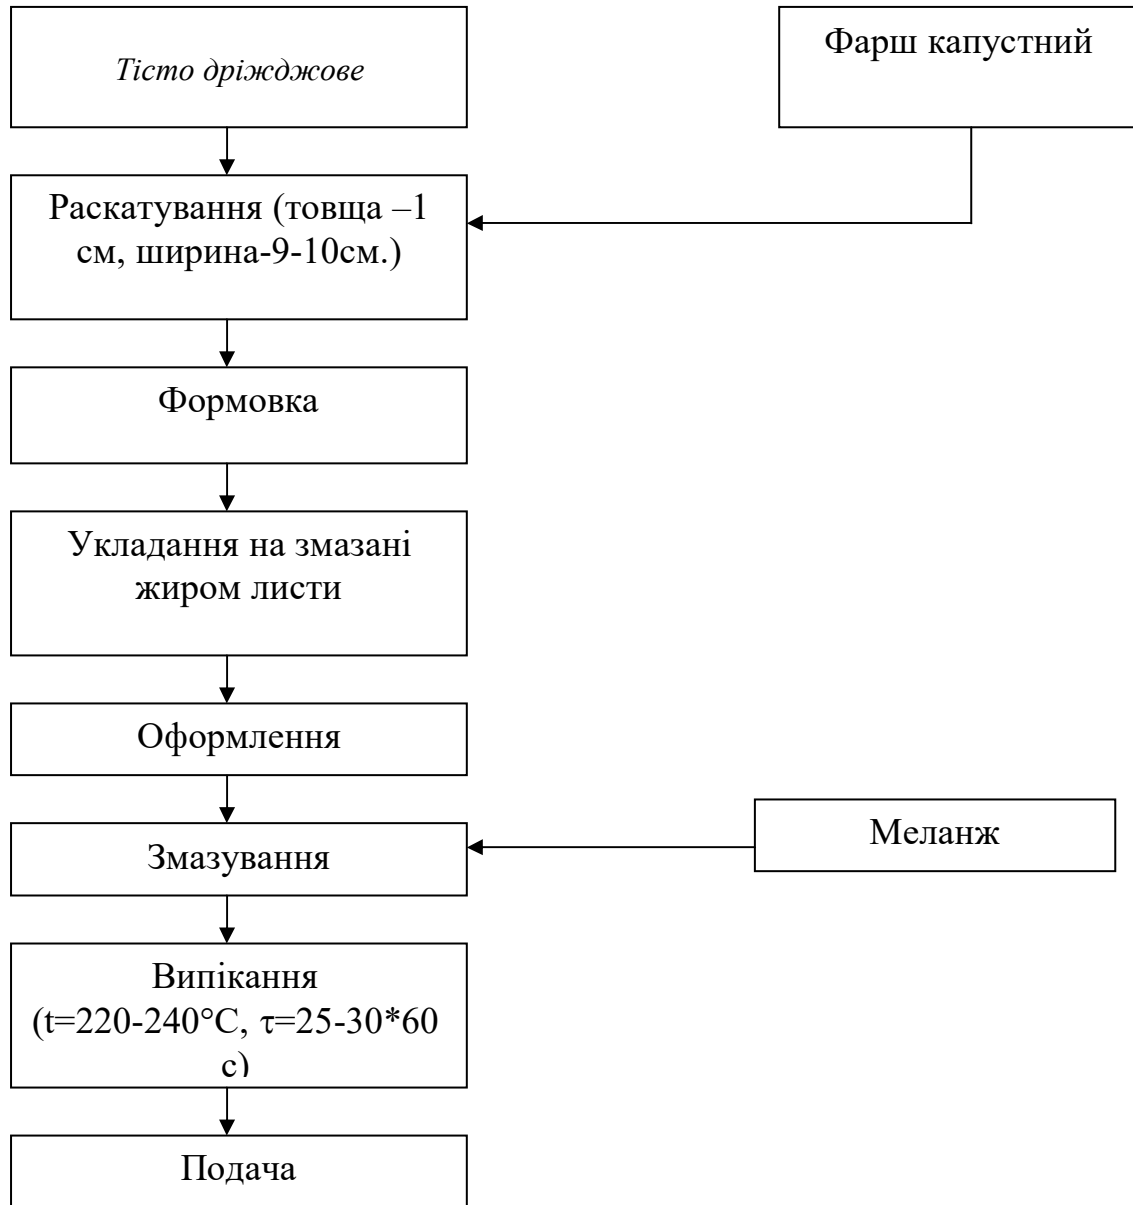 Тісто дріжджове
Фарш капустний
Раскатування (товща –1
см, ширина-9-10см.)
Формовка
Укладання на змазані
жиром листи
Оформлення
Змазування
Меланж
Випікання
(t=220-240°C, τ=25-30*60
с)
Подача